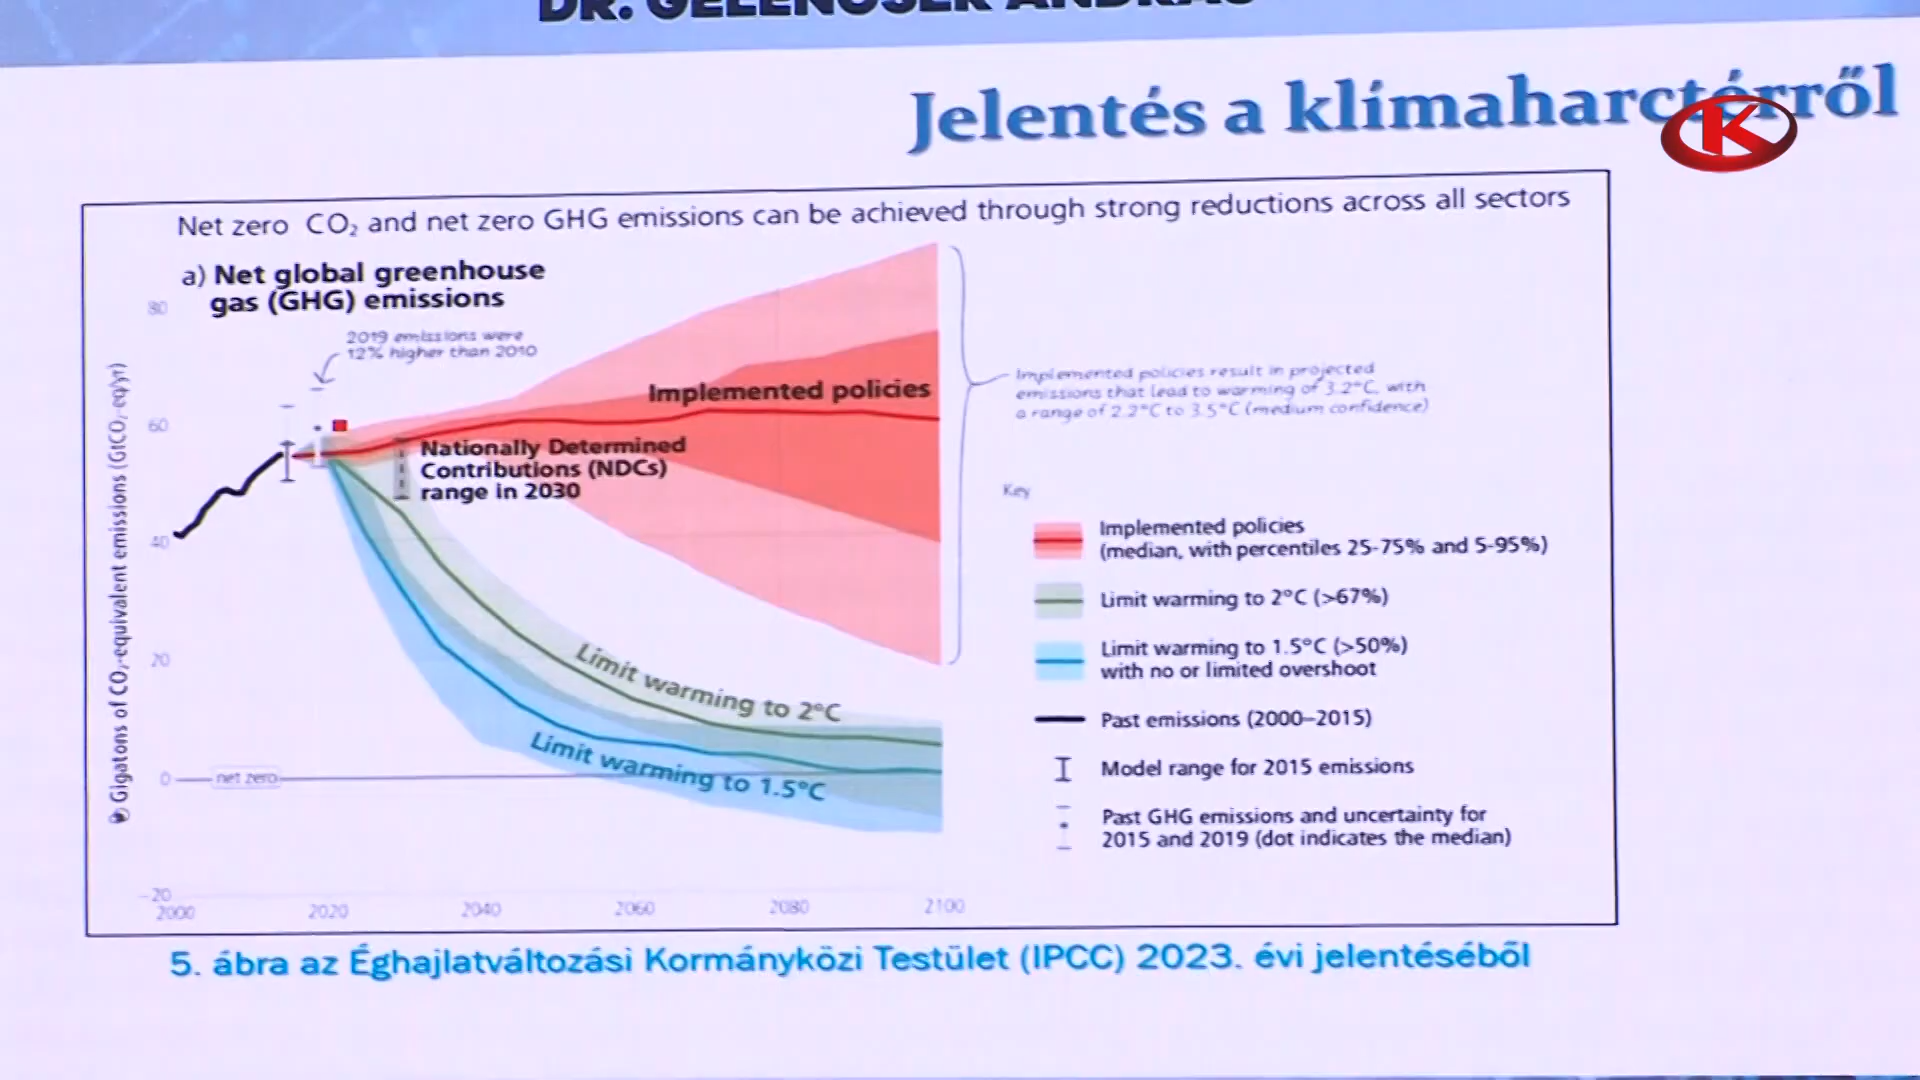 DR. GELENCSÉR ANDRÁS
Jelentés a klímaharctérről
K
Net zero CO₂ and net zero GHG emissions can be achieved through strong reductions across all sectors
a) Net global greenhouse
gas (GHG) emissions
80
2019 emissions were
12% higher than 2010
Implemented policies
Implemented policies result in projected
emissions that lead to warming of 3.2°C, with
a range of 2.2°C to 3.5°C (medium confidence)
60
Nationally Determined
Contributions (NDCs)
range in 2030
40
20
0
net zero
-20
Gigatons of CO₂-equivalent emissions (GtCO₂-eq/yr)
Limit warming to 2°C
Limit warming to 1.5°C
2000
2020
2040
2060
2080
2100
Key
Implemented policies
(median, with percentiles 25-75% and 5-95%)
Limit warming to 2°C (>67%)
Limit warming to 1.5°C (>50%)
with no or limited overshoot
Past emissions (2000–2015)
Model range for 2015 emissions
Past GHG emissions and uncertainty for
2015 and 2019 (dot indicates the median)
5. ábra az Éghajlatváltozási Kormányközi Testület (IPCC) 2023. évi jelentéséből